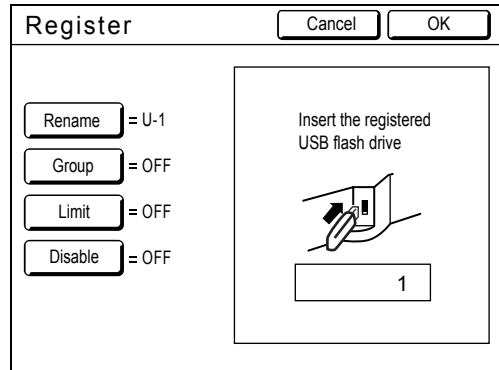 Register
Cancel
OK
Rename = U-1
Group = OFF
Limit = OFF
Disable = OFF
Insert the registered
USB flash drive
1